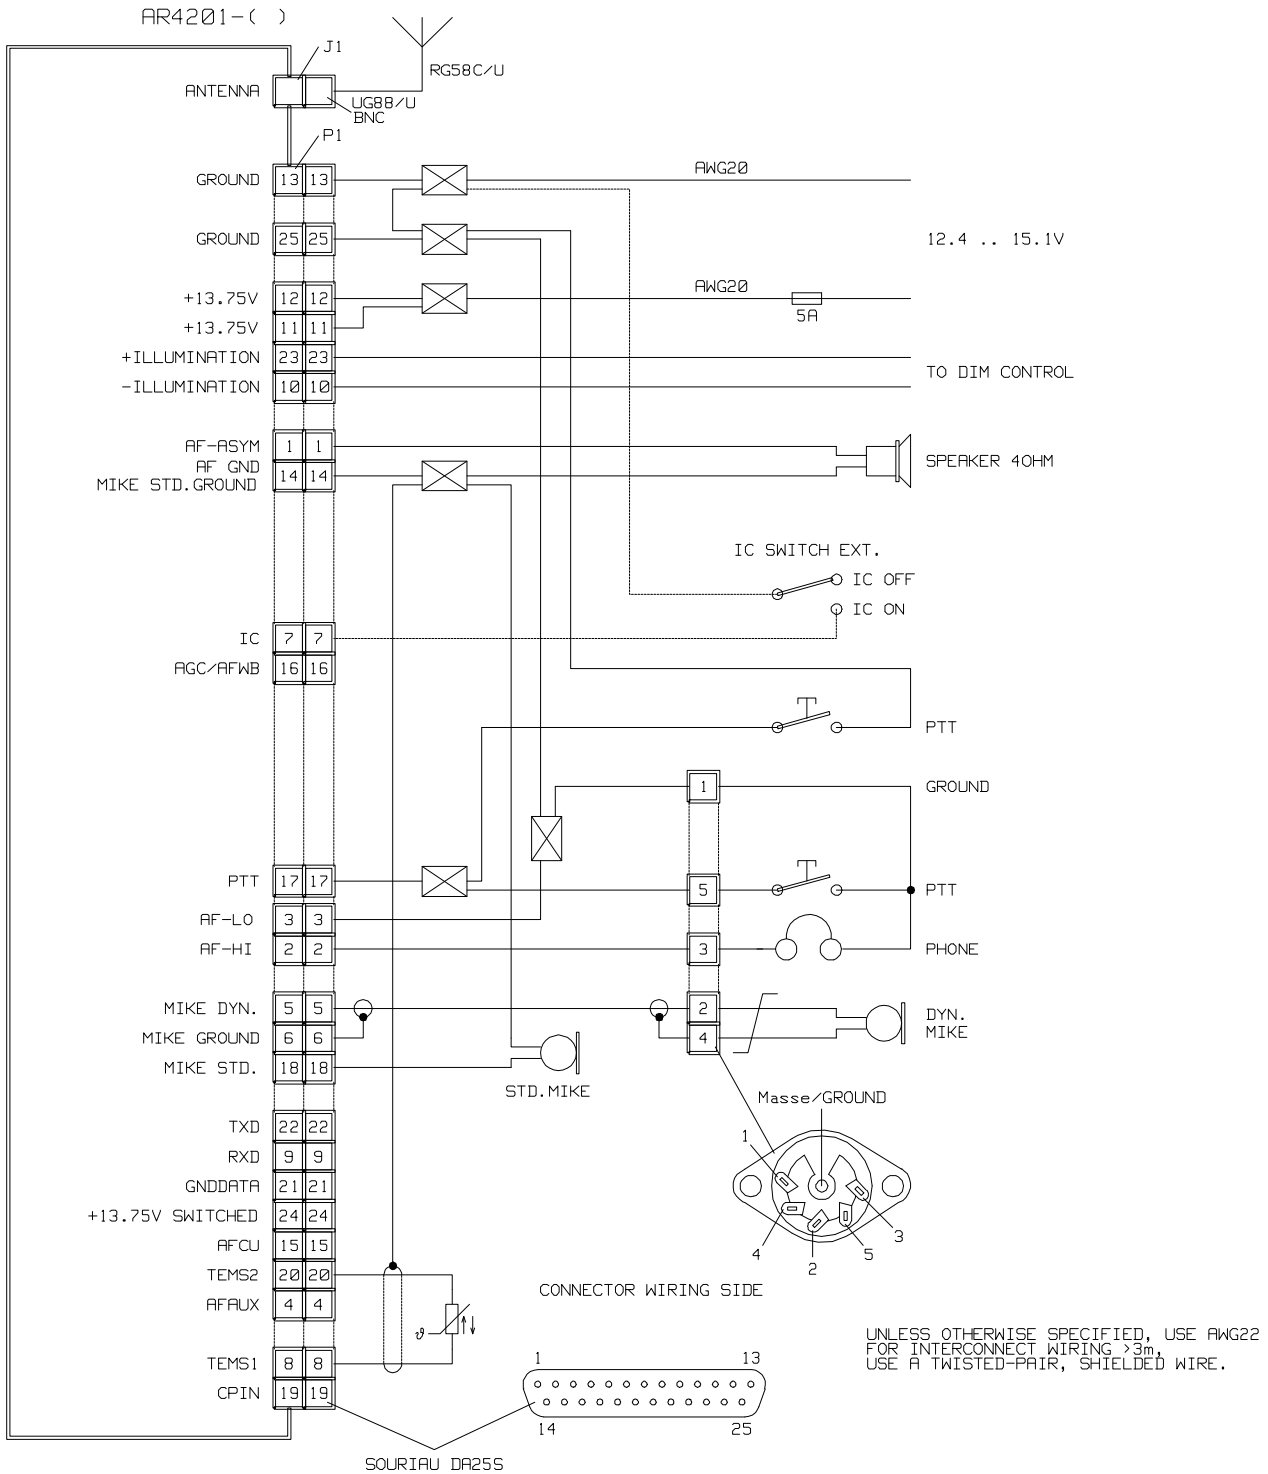 AR4201-( )
J1
RG58C/U
ANTENNA
UG88/U
BNC
P1
GROUND 13 13
AWG20
GROUND 25 25
12.4 .. 15.1V
+13.75V 12 12
AWG20
5A
+13.75V 11 11
+ILLUMINATION 23 23
TO DIM CONTROL
-ILLUMINATION 10 10
AF-ASYM 1 1
SPEAKER 4OHM
AF GND
MIKE STD.GROUND 14 14
IC SWITCH EXT.
IC OFF
IC ON
IC 7 7
AGC/AFWB 16 16
PTT
1
GROUND
PTT 17 17
5
PTT
AF-LO 3 3
AF-HI 2 2
3
PHONE
MIKE DYN. 5 5
2
DYN.
MIKE
MIKE GROUND 6 6
4
MIKE STD. 18 18
STD.MIKE
Masse/GROUND
TXD 22 22
1
RXD 9 9
GNDDATA 21 21
+13.75V SWITCHED 24 24
3
AFCU 15 15
4
5
2
TEMS2 20 20
CONNECTOR WIRING SIDE
AFAUX 4 4
ϑ
UNLESS OTHERWISE SPECIFIED, USE AWG22
FOR INTERCONNECT WIRING >3m,
USE A TWISTED-PAIR, SHIELDED WIRE.
TEMS1 8 8
1 13
CPIN 19 19
14 25
SOURIAU DA25S